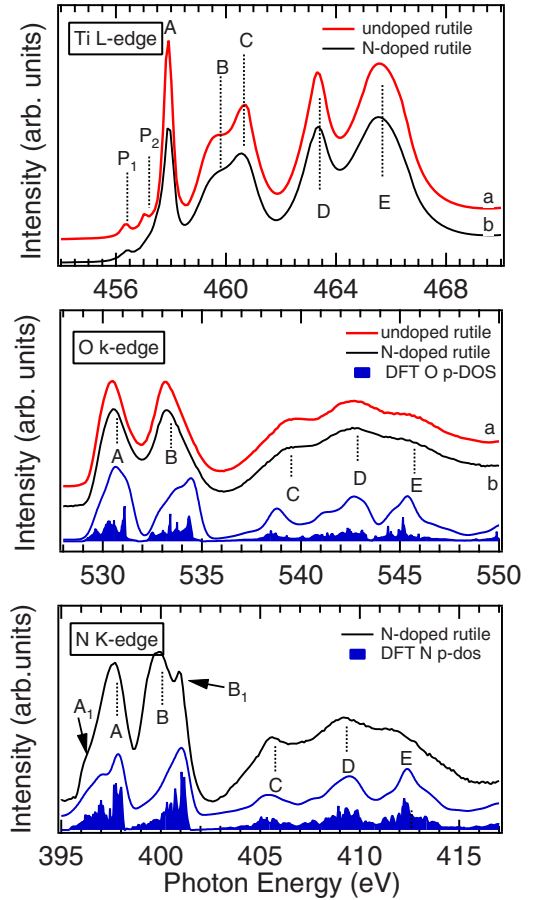 Intensity (arb. units)
Ti L-edge
undoped rutile
N-doped rutile
A
B
C
P1
P2
D
E
a
b
456
460
464
468
Intensity (arb. units)
O k-edge
undoped rutile
N-doped rutile
DFT O p-DOS
A
B
C
D
E
a
b
530
535
540
545
550
Intensity (arb.units)
N K-edge
N-doped rutile
DFT N p-dos
A1
A
B
B1
C
D
E
395
400
405
410
415
Photon Energy (eV)